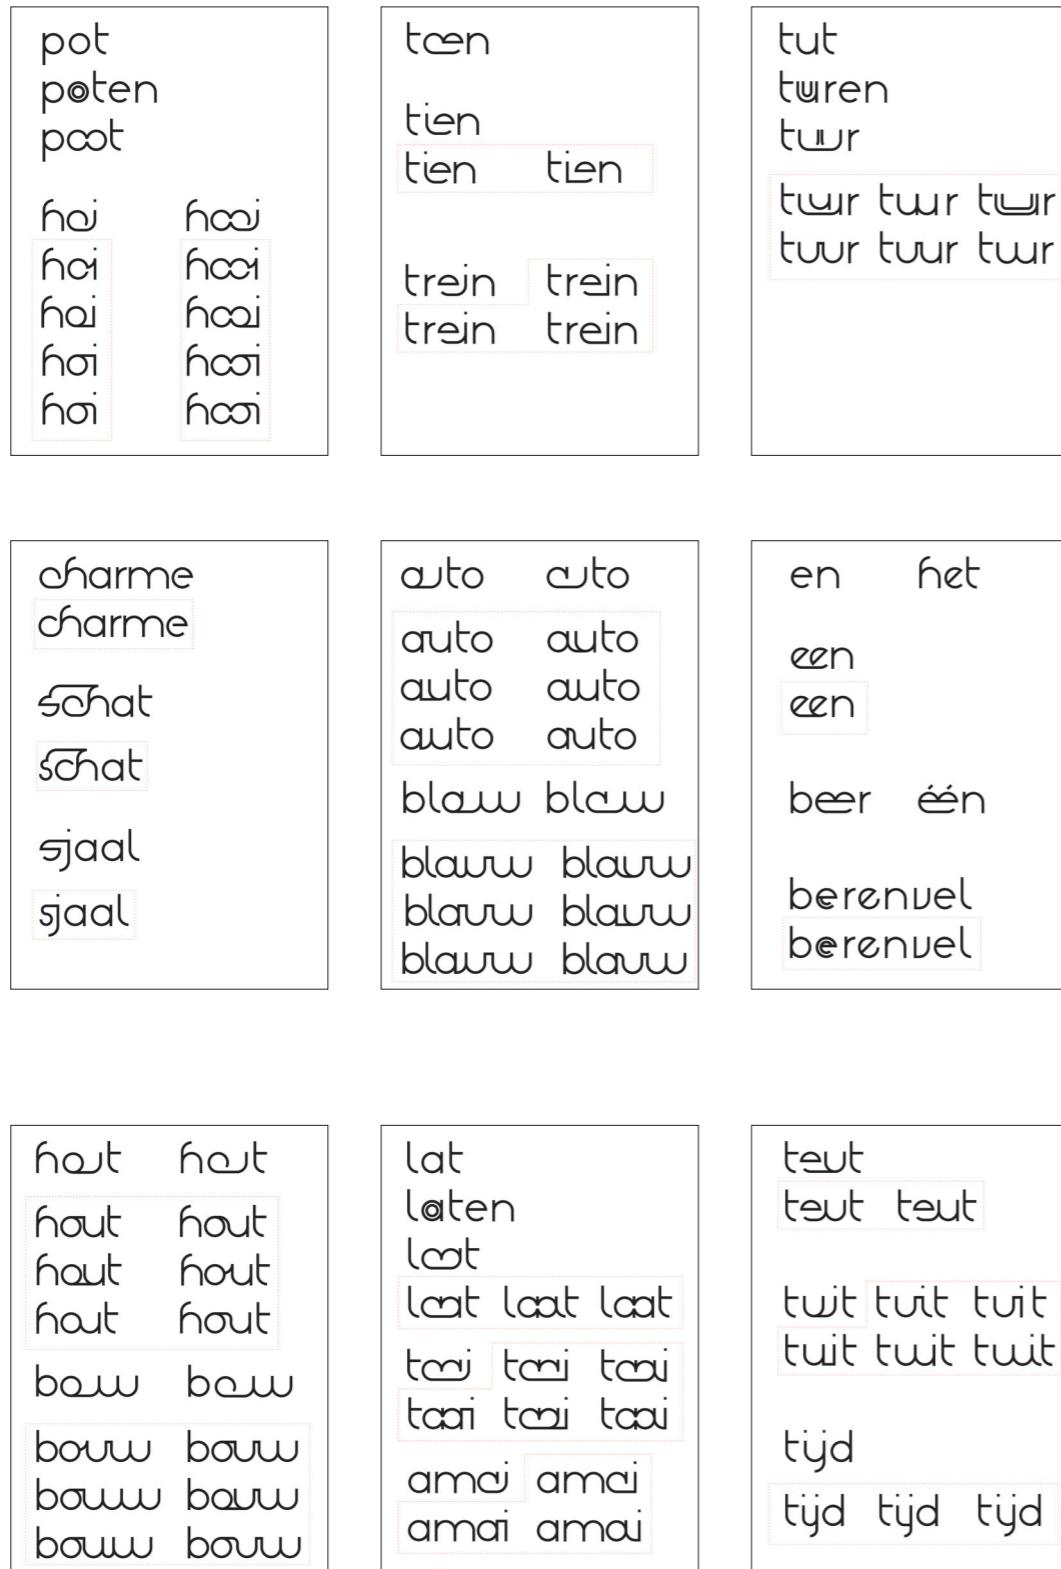 pot
poten
poot
hoi hooi
hoi hooi
hoi hooi
hoi hooi
hoi hooi
toen
tien
tien tien
trein trein
trein trein
tut
turen
tuur
tuur tuur tuur
tuur tuur tuur
charme
charme
schat
schat
sjaal
sjaal
auto auto
auto auto
auto auto
auto auto
blauw blauw
blauw blauw
blauw blauw
blauw blauw
en het
een
een
beer één
berenvel
berenvel
hout hout
hout hout
hout hout
hout hout
bouw bouw
bouw bouw
bouw bouw
bouw bouw
lat
laten
laat
laat laat laat
taai taai taai
taai taai taai
amai amai
amai amai
teut
teut teut
tuit tuit tuit
tuit tuit tuit
tijd
tijd tijd tijd